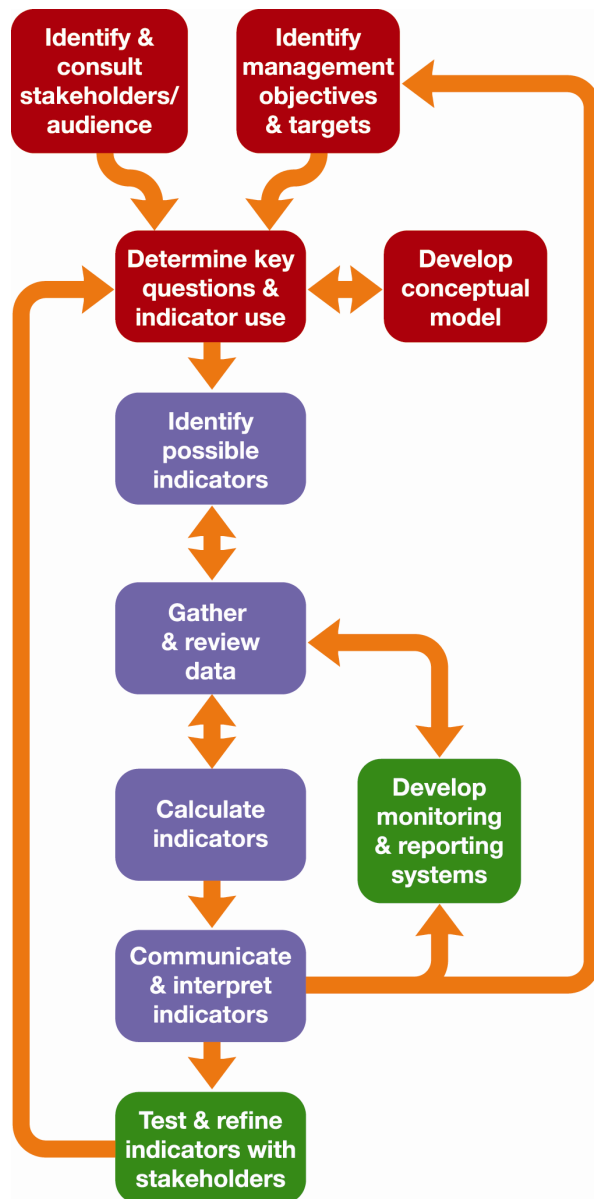 Identify &
consult
stakeholders/
audience
Identify
management
objectives
& targets
Determine key
questions &
indicator use
Develop
conceptual
model
Identify
possible
indicators
Gather
& review
data
Calculate
indicators
Develop
monitoring
& reporting
systems
Communicate
& interpret
indicators
Test & refine
indicators with
stakeholders